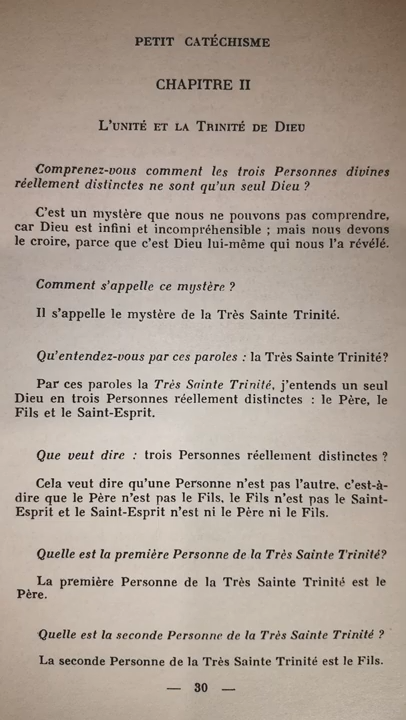 PETIT CATÉCHISME
CHAPITRE II
L'UNITÉ ET LA TRINITÉ DE DIEU
Comprenez-vous comment les trois Personnes divines
réellement distinctes ne sont qu'un seul Dieu ?
C'est un mystère que nous ne pouvons pas comprendre,
car Dieu est infini et incompréhensible ; mais nous devons
le croire, parce que c'est Dieu lui-même qui nous l'a révélé.
Comment s'appelle ce mystère ?
Il s'appelle le mystère de la Très Sainte Trinité.
Qu'entendez-vous par ces paroles : la Très Sainte Trinité?
Par ces paroles la Très Sainte Trinité, j'entends un seul
Dieu en trois Personnes réellement distinctes : le Père, le
Fils et le Saint-Esprit.
Que veut dire : trois Personnes réellement distinctes ?
Cela veut dire qu'une Personne n'est pas l'autre, c'est-à-
dire que le Père n'est pas le Fils, le Fils n'est pas le Saint-
Esprit et le Saint-Esprit n'est ni le Père ni le Fils.
Quelle est la première Personne de la Très Sainte Trinité?
La première Personne de la Très Sainte Trinité est le
Père.
Quelle est la seconde Personne de la Très Sainte Trinité ?
La seconde Personne de la Très Sainte Trinité est le Fils.
— 30 —